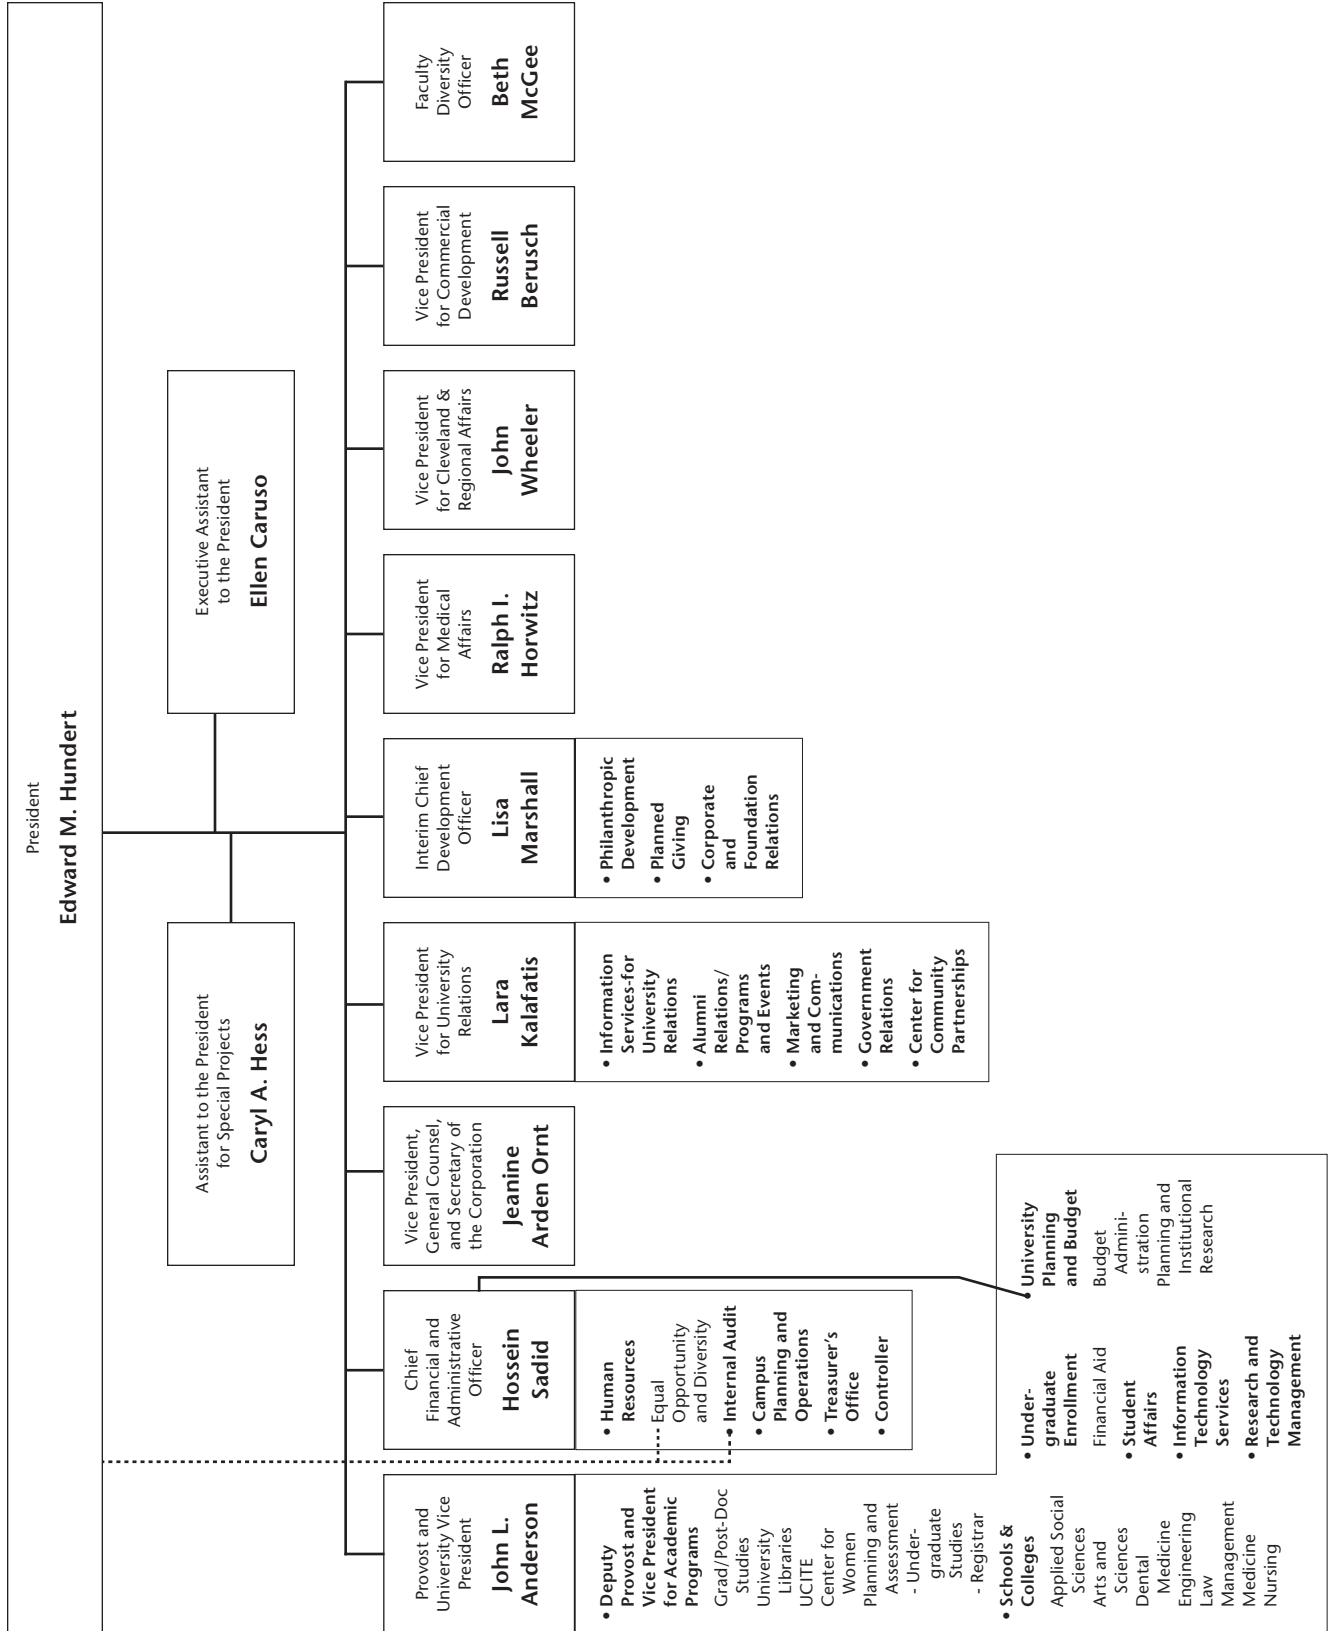 President
Edward M. Hundert
Assistant to the President
for Special Projects
Caryl A. Hess
Executive Assistant
to the President
Ellen Caruso
Provost and
University Vice
President
John L.
Anderson
Chief
Financial and
Administrative
Officer
Hossein
Sadid
Vice President,
General Counsel,
and Secretary of
the Corporation
Jeanine
Arden Ornt
Vice President
for University
Relations
Lara
Kalafatis
Interim Chief
Development
Officer
Lisa
Marshall
Vice President
for Medical
Affairs
Ralph I.
Horwitz
Vice President
for Cleveland &
Regional Affairs
John
Wheeler
Vice President
for Commercial
Development
Russell
Berusch
Faculty
Diversity
Officer
Beth
McGee
• Deputy
Provost and
Vice President
for Academic
Programs
Grad/Post-Doc
Studies
University
Libraries
UCITE
Center for
Women
Planning and
Assessment
- Under-
graduate
Studies
- Registrar
• Schools &
Colleges
Applied Social
Sciences
Arts and
Sciences
Dental
Medicine
Engineering
Law
Management
Medicine
Nursing
• Under-
graduate
Enrollment
Financial Aid
• Student
Affairs
• Information
Technology
Services
• Research and
Technology
Management
• University
Planning
and Budget
Budget
Admini-
stration
Planning and
Institutional
Research
• Human
Resources
Equal
Opportunity
and Diversity
• Internal Audit
• Campus
Planning and
Operations
• Treasurer's
Office
• Controller
• Information
Services-for
University
Relations
• Alumni
Relations/
Programs
and Events
• Marketing
and Com-
munications
• Government
Relations
• Center for
Community
Partnerships
• Philanthropic
Development
• Planned
Giving
• Corporate
and
Foundation
Relations